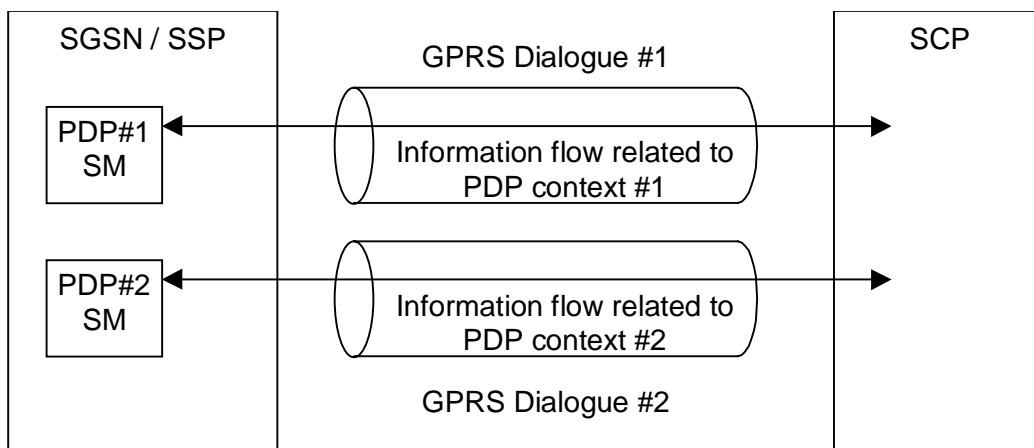 SGSN / SSP
SCP
GPRS Dialogue #1
PDP#1
SM
Information flow related to
PDP context #1
PDP#2
SM
Information flow related to
PDP context #2
GPRS Dialogue #2